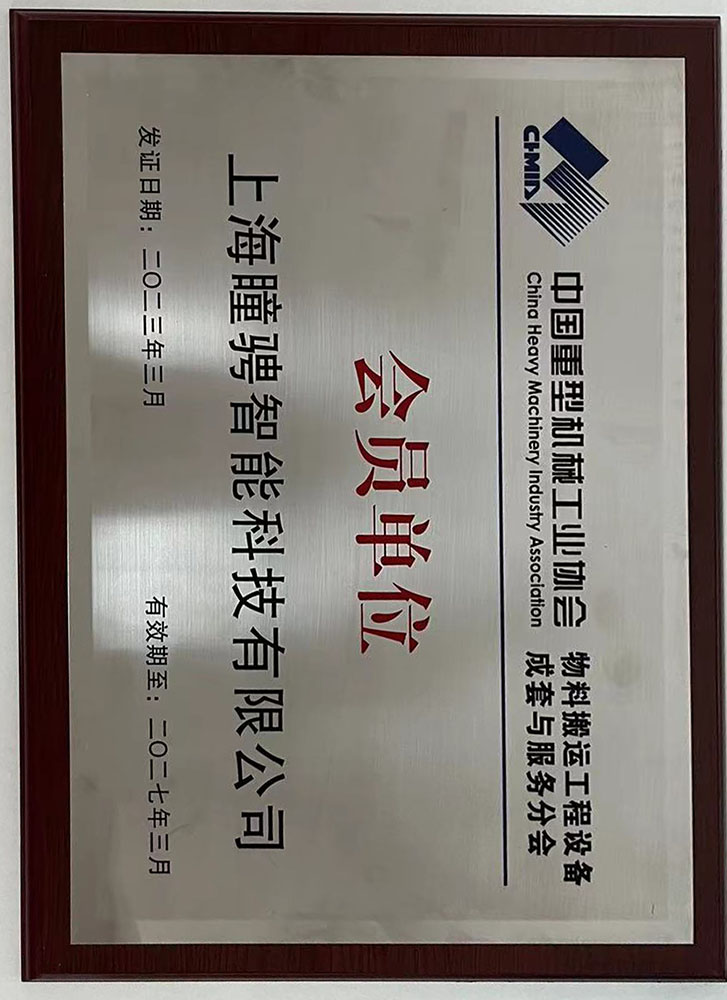 CHMIA
中国重型机械工业协会
China Heavy Machinery Industry Association
物料搬运工程设备
成套与服务分会
会员单位
上海瞳骋智能科技有限公司
发证日期：二〇二三年三月
有效期至：二〇二七年三月